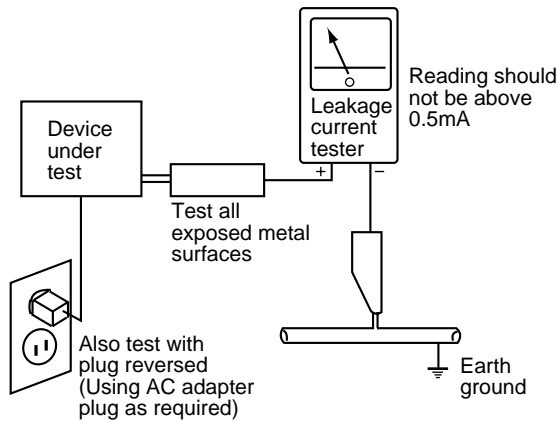 Device
under
test
Leakage
current
tester
+ −
Reading should
not be above
0.5mA
Test all
exposed metal
surfaces
Also test with
plug reversed
(Using AC adapter
plug as required)
Earth
ground